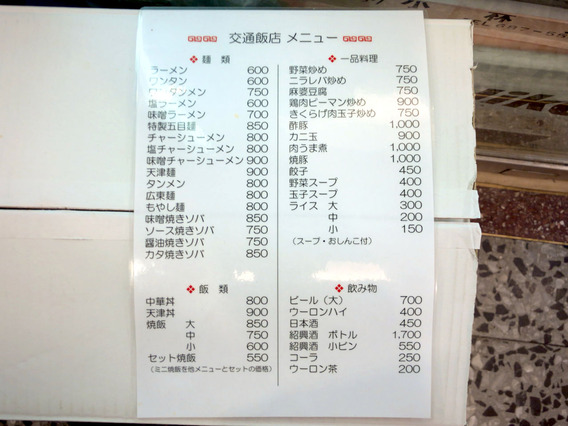 交通飯店 メニュー
❖ 麺 類
ラーメン 600
ワンタン 600
ワンタンメン 750
塩ラーメン 600
味噌ラーメン 700
特製五目麺 850
チャーシューメン 800
塩チャーシューメン 800
味噌チャーシューメン 900
天津麺 900
タンメン 800
広東麺 800
もやし麺 800
味噌焼きソバ 850
ソース焼きソバ 750
醤油焼きソバ 750
カタ焼きソバ 850
❖ 飯 類
中華丼 800
天津丼 900
焼飯 大 850
中 750
小 600
セット焼飯 550
(ミニ焼飯を他メニューとセットの価格)
❖ 一品料理
野菜炒め 750
ニラレバ炒め 750
麻婆豆腐 750
鶏肉ピーマン炒め 900
きくらげ肉玉子炒め 750
酢豚 1,000
カニ玉 900
肉うま煮 1,000
焼豚 1,000
餃子 450
野菜スープ 400
玉子スープ 400
ライス 大 300
中 200
小 150
(スープ・おしんこ付)
❖ 飲み物
ビール(大) 700
ウーロンハイ 400
日本酒 450
紹興酒 ボトル 1,700
紹興酒 小ビン 550
コーラ 250
ウーロン茶 200